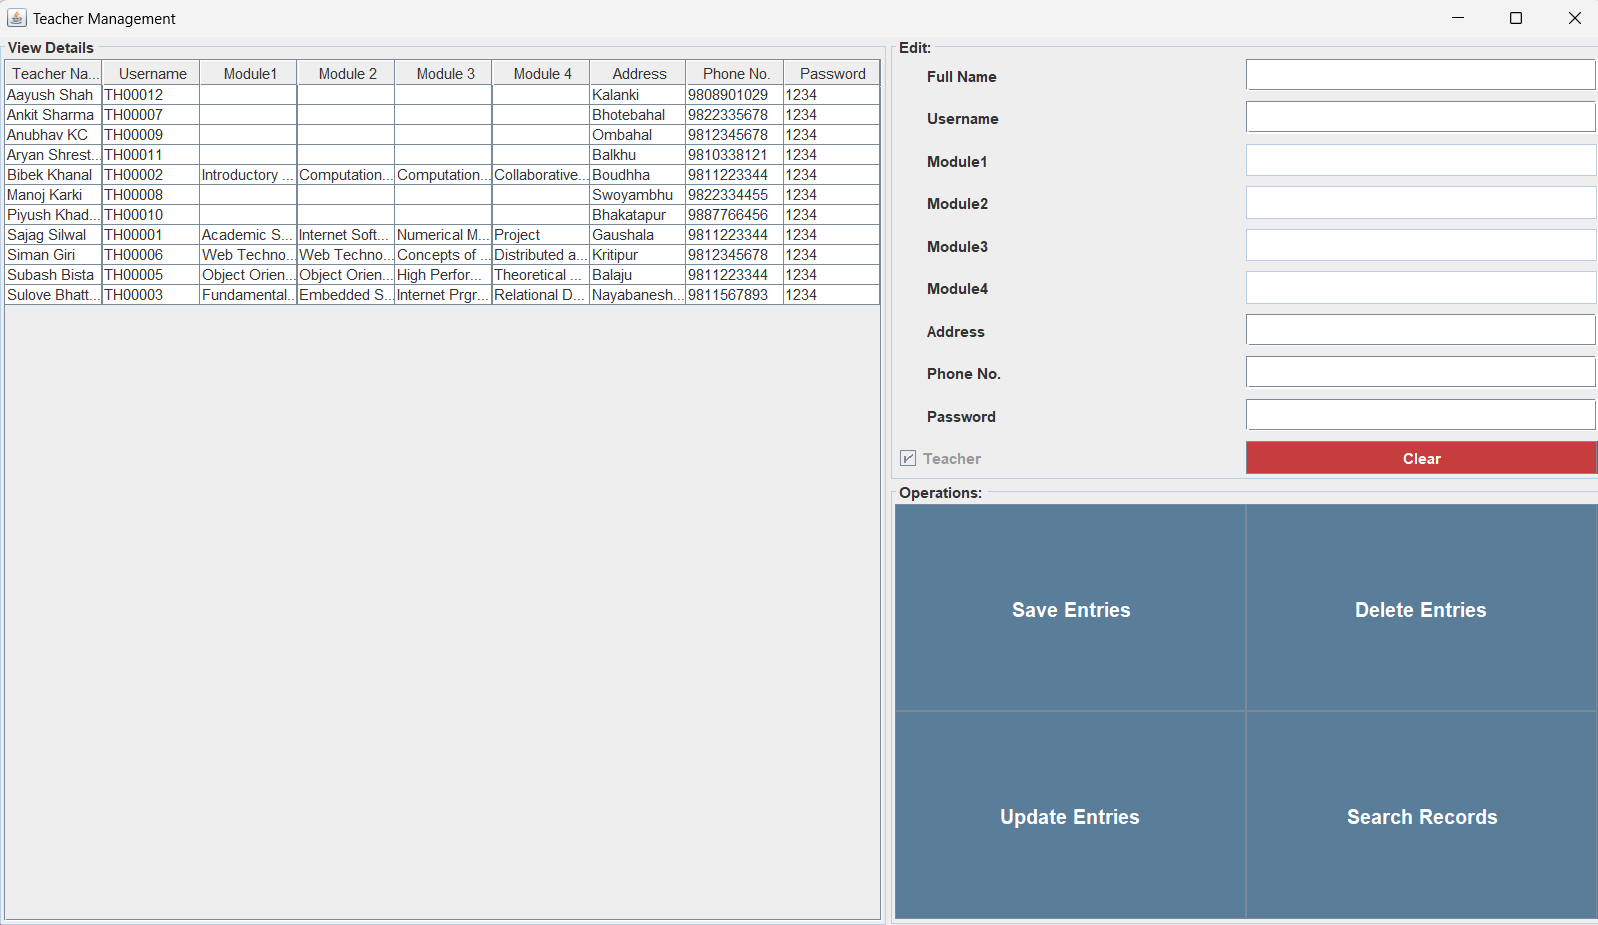 Teacher Management
View Details
Teacher Na... Username Module1 Module 2 Module 3 Module 4 Address Phone No. Password
Aayush Shah TH00012 Kalanki 9808901029 1234
Ankit Sharma TH00007 Bhotebahal 9822335678 1234
Anubhav KC TH00009 Ombahal 9812345678 1234
Aryan Shrest... TH00011 Balkhu 9810338121 1234
Bibek Khanal TH00002 Introductory ... Computation... Computation... Collaborative... Boudhha 9811223344 1234
Manoj Karki TH00008 Swoyambhu 9822334455 1234
Piyush Khad... TH00010 Bhakatapur 9887766456 1234
Sajag Silwal TH00001 Academic S... Internet Soft... Numerical M... Project Gaushala 9811223344 1234
Siman Giri TH00006 Web Techno... Web Techno... Concepts of ... Distributed a... Kritipur 9812345678 1234
Subash Bista TH00005 Object Orien... Object Orien... High Perfor... Theoretical ... Balaju 9811223344 1234
Sulove Bhatt... TH00003 Fundamental... Embedded S... Internet Prgr... Relational D... Nayabanesh... 9811567893 1234
Edit:
Full Name
Username
Module1
Module2
Module3
Module4
Address
Phone No.
Password
Teacher Clear
Operations:
Save Entries Delete Entries
Update Entries Search Records